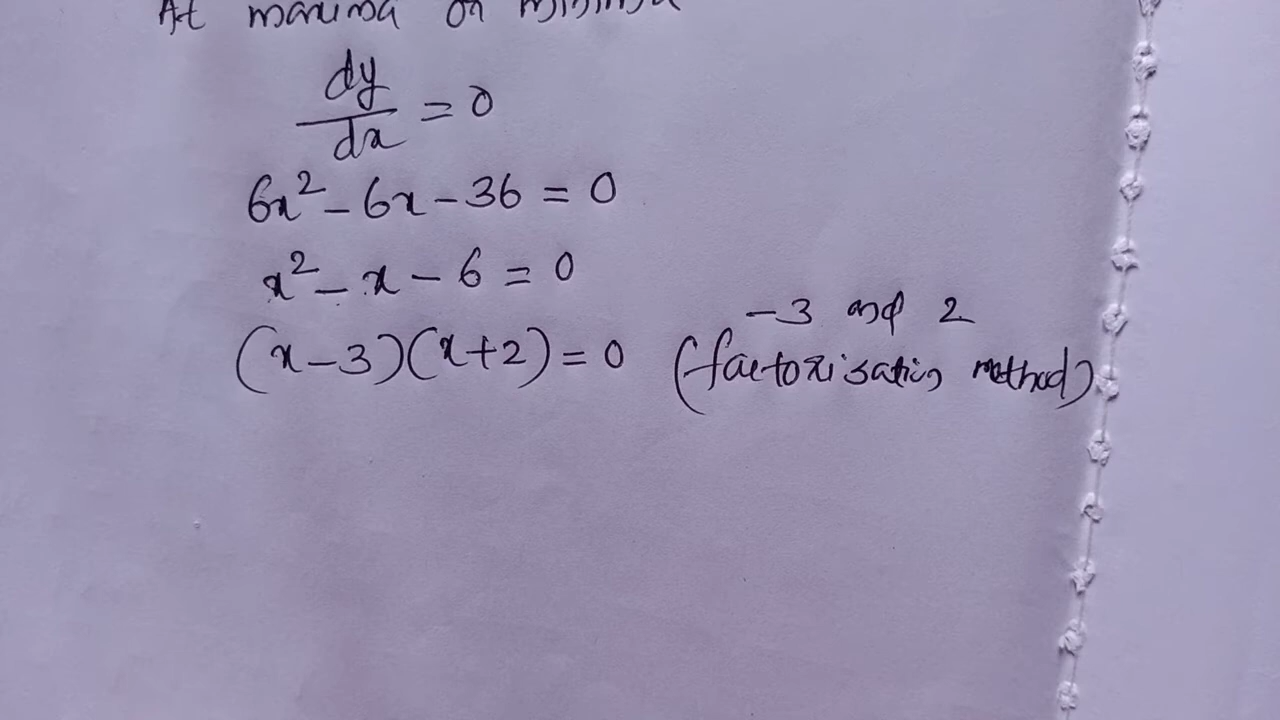 At maxima or minima
dy/dx = 0
6x² - 6x - 36 = 0
x² - x - 6 = 0
-3 and 2
(x-3)(x+2) = 0 (factorisation method)